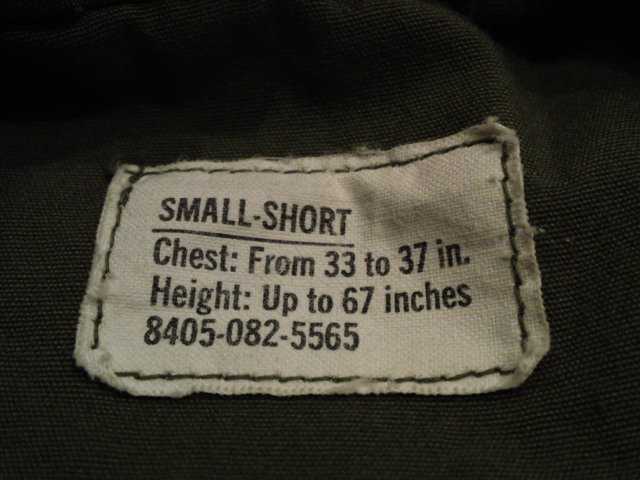 SMALL-SHORT
Chest: From 33 to 37 in.
Height: Up to 67 inches
8405-082-5565